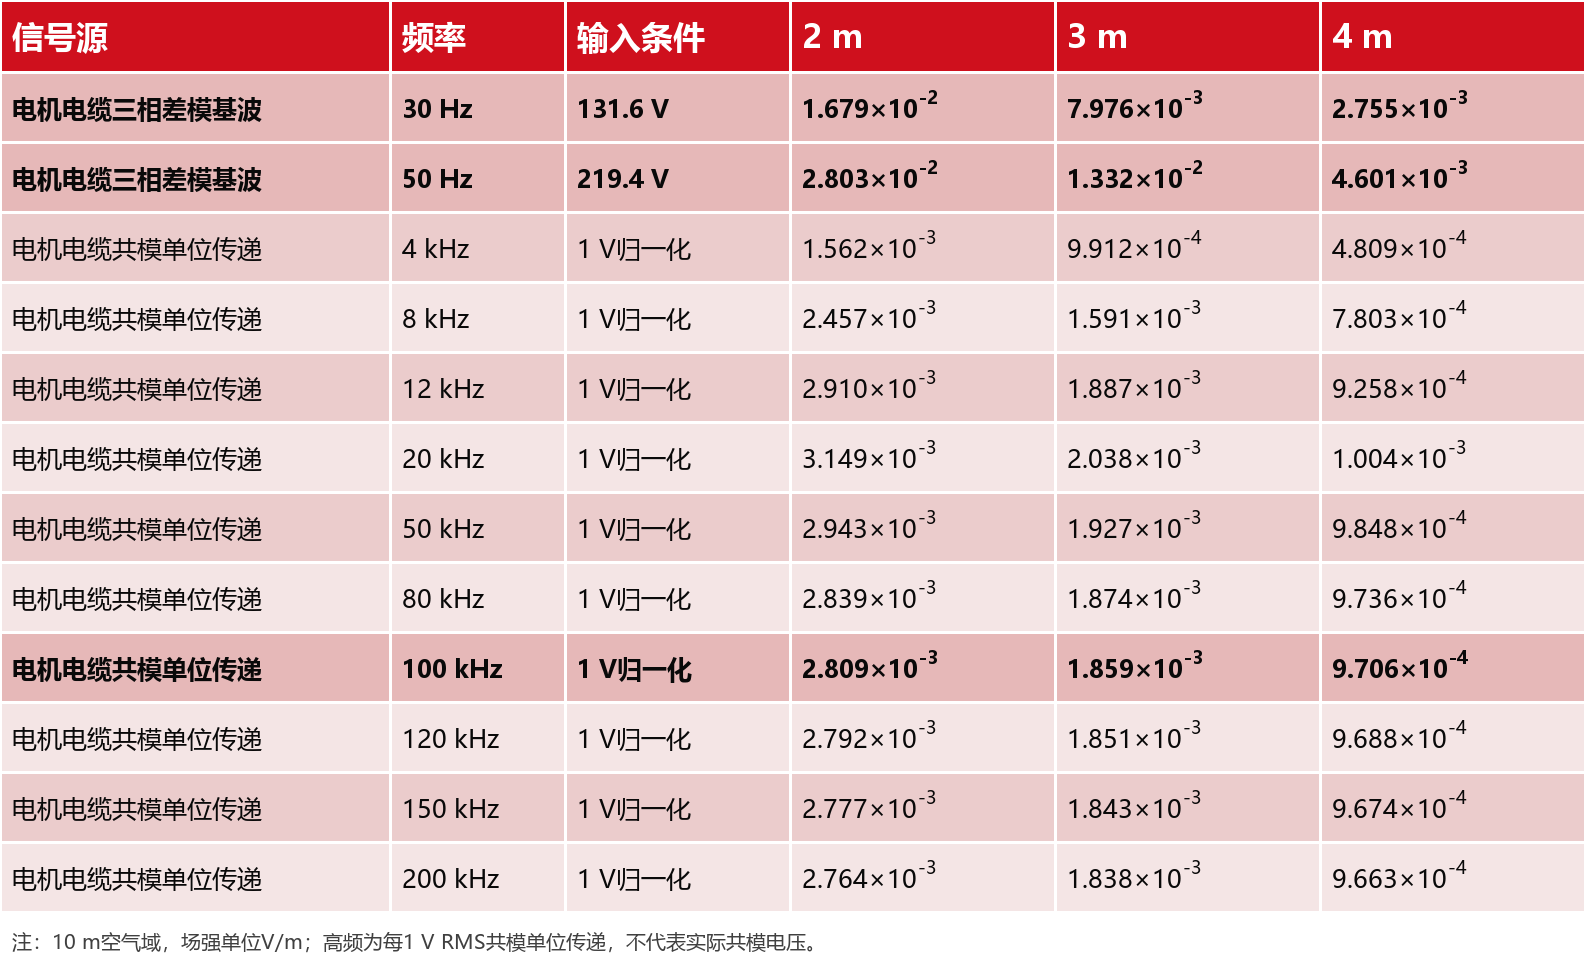 信号源 频率 输入条件 2 m 3 m 4 m
电机电缆三相差模基波 30 Hz 131.6 V 1.679×10⁻² 7.976×10⁻³ 2.755×10⁻³
电机电缆三相差模基波 50 Hz 219.4 V 2.803×10⁻² 1.332×10⁻² 4.601×10⁻³
电机电缆共模单位传递 4 kHz 1 V归一化 1.562×10⁻³ 9.912×10⁻⁴ 4.809×10⁻⁴
电机电缆共模单位传递 8 kHz 1 V归一化 2.457×10⁻³ 1.591×10⁻³ 7.803×10⁻⁴
电机电缆共模单位传递 12 kHz 1 V归一化 2.910×10⁻³ 1.887×10⁻³ 9.258×10⁻⁴
电机电缆共模单位传递 20 kHz 1 V归一化 3.149×10⁻³ 2.038×10⁻³ 1.004×10⁻³
电机电缆共模单位传递 50 kHz 1 V归一化 2.943×10⁻³ 1.927×10⁻³ 9.848×10⁻⁴
电机电缆共模单位传递 80 kHz 1 V归一化 2.839×10⁻³ 1.874×10⁻³ 9.736×10⁻⁴
电机电缆共模单位传递 100 kHz 1 V归一化 2.809×10⁻³ 1.859×10⁻³ 9.706×10⁻⁴
电机电缆共模单位传递 120 kHz 1 V归一化 2.792×10⁻³ 1.851×10⁻³ 9.688×10⁻⁴
电机电缆共模单位传递 150 kHz 1 V归一化 2.777×10⁻³ 1.843×10⁻³ 9.674×10⁻⁴
电机电缆共模单位传递 200 kHz 1 V归一化 2.764×10⁻³ 1.838×10⁻³ 9.663×10⁻⁴
注：10 m空气域，场强单位V/m；高频为每1 V RMS共模单位传递，不代表实际共模电压。